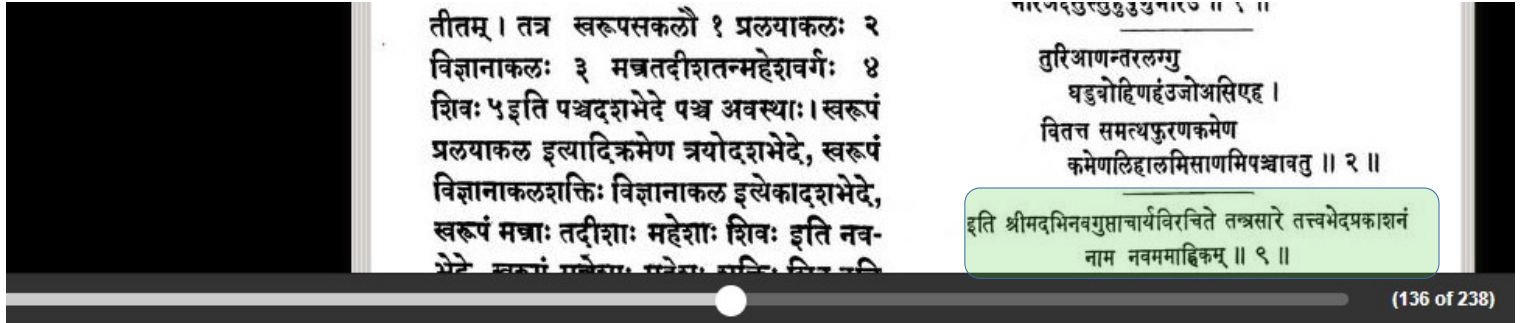 तीतम् । तत्र स्वरूपसकलौ १ प्रलयाकलः २
विज्ञानाकलः ३ मन्त्रतदीशतन्महेशवर्गः ४
शिवः ५ इति पञ्चदशभेदे पञ्च अवस्थाः । स्वरूपं
प्रलयाकल इत्यादिक्रमेण त्रयोदशभेदे, स्वरूपं
विज्ञानाकलशक्तिः विज्ञानाकल इत्येकादशभेदे,
स्वरूपं मन्त्राः तदीशाः महेशाः शिवः इति नव-
तुरिआणन्तरलग्गु
घडबोहिणहंउजोअसिएह ।
वितत्त समत्थफुरणकमेण
कमेणलिहालमिसाणमिपञ्चावतु ॥ २ ॥
इति श्रीमदभिनवगुप्ताचार्यविरचिते तन्त्रसारे तत्त्वभेदप्रकाशनं
नाम नवममाह्निकम् ॥ ९ ॥
(136 of 238)